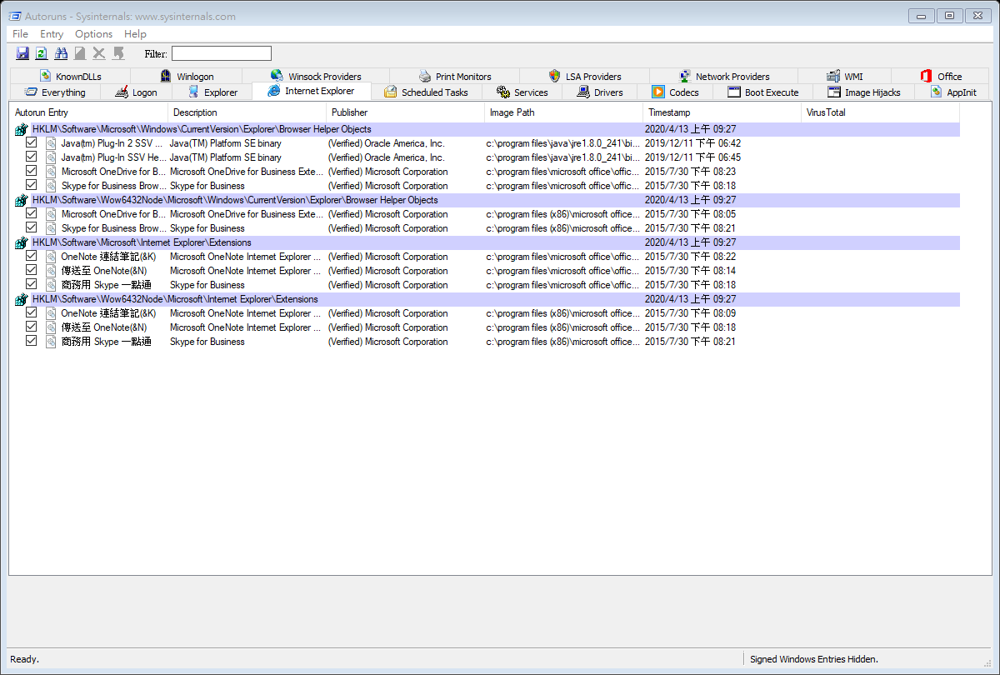 Autoruns - Sysinternals: www.sysinternals.com
File Entry Options Help
Filter:
KnownDLLs Winlogon Winsock Providers Print Monitors LSA Providers Network Providers WMI Office
Everything Logon Explorer Internet Explorer Scheduled Tasks Services Drivers Codecs Boot Execute Image Hijacks AppInit
Autorun Entry Description Publisher Image Path Timestamp VirusTotal
HKLM\Software\Microsoft\Windows\CurrentVersion\Explorer\Browser Helper Objects 2020/4/13 上午 09:27
Java(tm) Plug-In 2 SSV ... Java(TM) Platform SE binary (Verified) Oracle America, Inc. c:\program files\java\jre1.8.0_241\bi... 2019/12/11 下午 06:42
Java(tm) Plug-In SSV He... Java(TM) Platform SE binary (Verified) Oracle America, Inc. c:\program files\java\jre1.8.0_241\bi... 2019/12/11 下午 06:45
Microsoft OneDrive for B... Microsoft OneDrive for Business Exte... (Verified) Microsoft Corporation c:\program files\microsoft office\offic... 2015/7/30 下午 08:23
Skype for Business Brow... Skype for Business (Verified) Microsoft Corporation c:\program files\microsoft office\offic... 2015/7/30 下午 08:18
HKLM\Software\Wow6432Node\Microsoft\Windows\CurrentVersion\Explorer\Browser Helper Objects 2020/4/13 上午 09:27
Microsoft OneDrive for B... Microsoft OneDrive for Business Exte... (Verified) Microsoft Corporation c:\program files (x86)\microsoft office... 2015/7/30 下午 08:05
Skype for Business Brow... Skype for Business (Verified) Microsoft Corporation c:\program files (x86)\microsoft office... 2015/7/30 下午 08:21
HKLM\Software\Microsoft\Internet Explorer\Extensions 2020/4/13 上午 09:27
OneNote 連結筆記(&K) Microsoft OneNote Internet Explorer ... (Verified) Microsoft Corporation c:\program files\microsoft office\offic... 2015/7/30 下午 08:22
傳送至 OneNote(&N) Microsoft OneNote Internet Explorer ... (Verified) Microsoft Corporation c:\program files\microsoft office\offic... 2015/7/30 下午 08:14
商務用 Skype 一點通 Skype for Business (Verified) Microsoft Corporation c:\program files\microsoft office\offic... 2015/7/30 下午 08:18
HKLM\Software\Wow6432Node\Microsoft\Internet Explorer\Extensions 2020/4/13 上午 09:27
OneNote 連結筆記(&K) Microsoft OneNote Internet Explorer ... (Verified) Microsoft Corporation c:\program files (x86)\microsoft office... 2015/7/30 下午 08:09
傳送至 OneNote(&N) Microsoft OneNote Internet Explorer ... (Verified) Microsoft Corporation c:\program files (x86)\microsoft office... 2015/7/30 下午 08:18
商務用 Skype 一點通 Skype for Business (Verified) Microsoft Corporation c:\program files (x86)\microsoft office... 2015/7/30 下午 08:21
Ready. Signed Windows Entries Hidden.